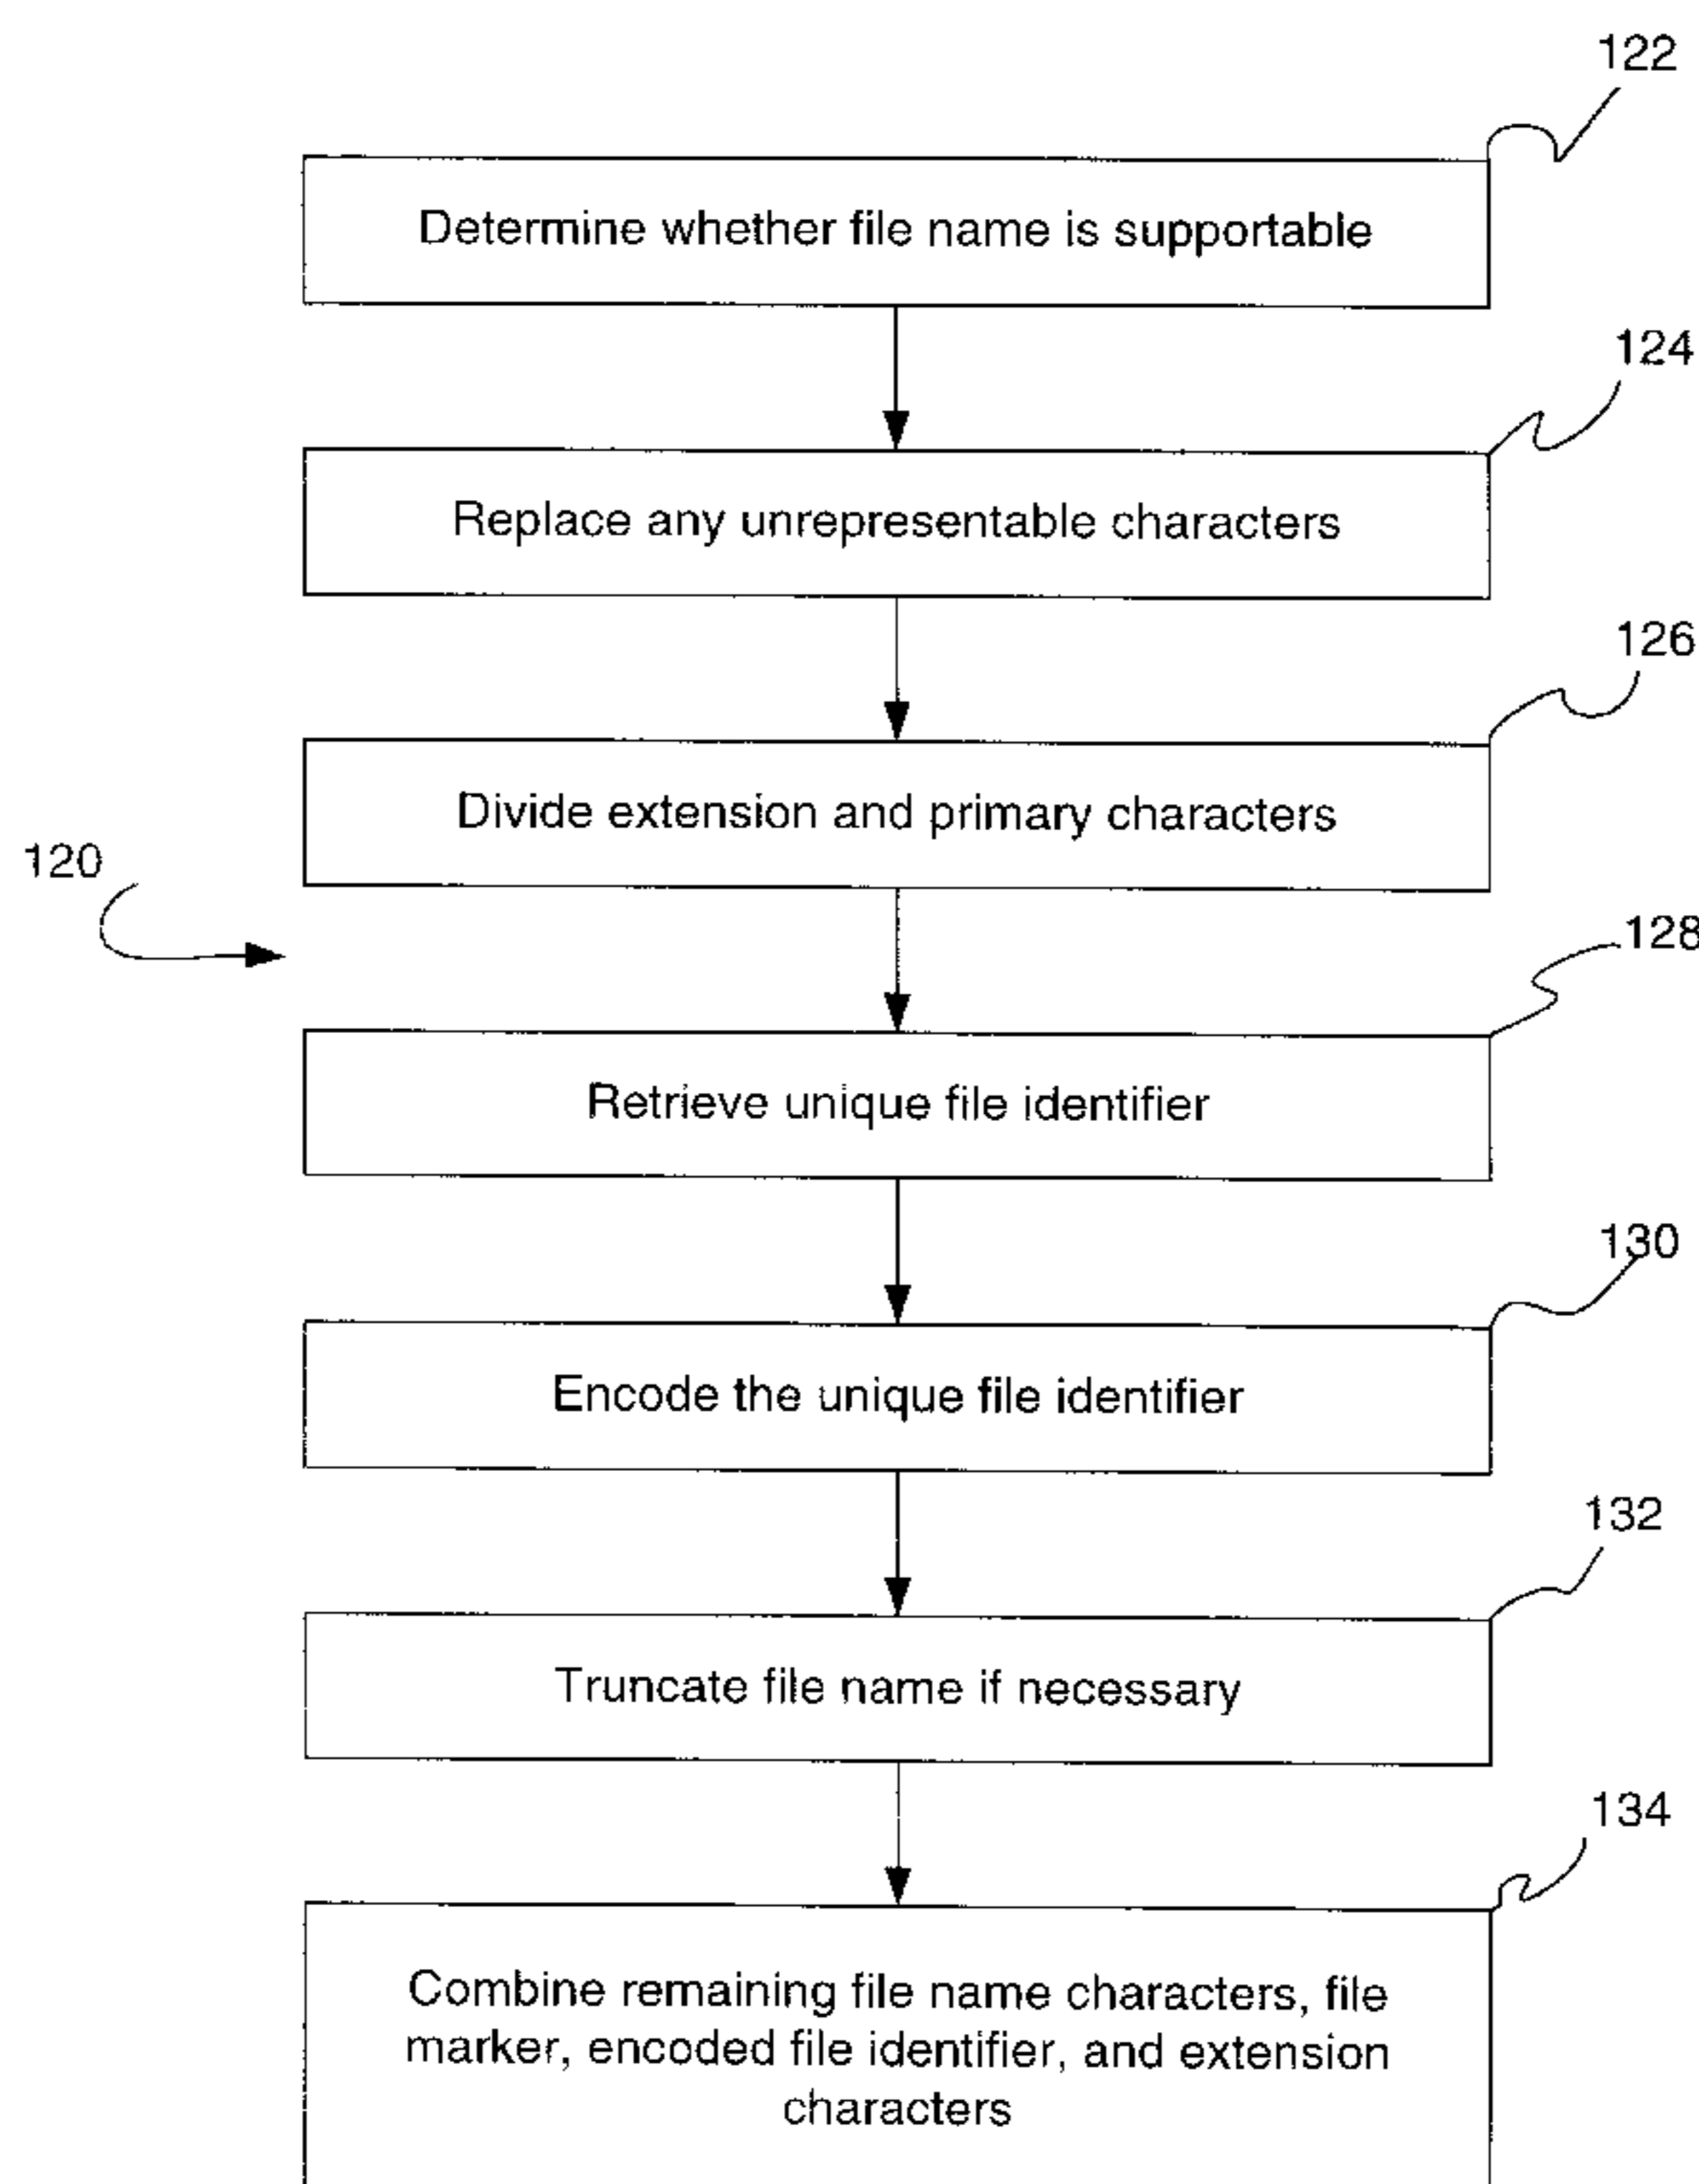 122
Determine whether file name is supportable
124
Replace any unrepresentable characters
126
Divide extension and primary characters
120
128
Retrieve unique file identifier
130
Encode the unique file identifier
132
Truncate file name if necessary
134
Combine remaining file name characters, file
marker, encoded file identifier, and extension
characters